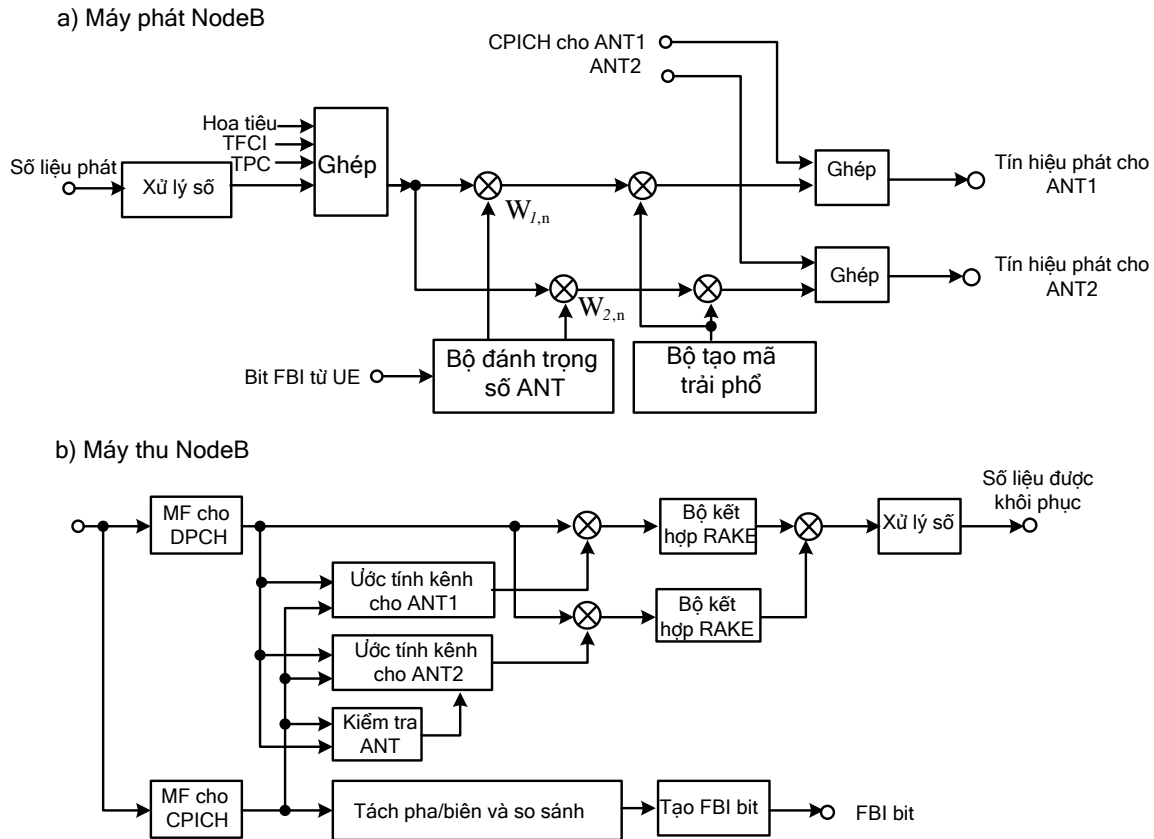 a) Máy phát NodeB
CPICH cho ANT1
ANT2
Hoa tiêu
TFCI
TPC
Số liệu phát
Xử lý số
Ghép
W1,n
W2,n
Ghép
Tín hiệu phát cho
ANT1
Ghép
Tín hiệu phát cho
ANT2
Bit FBI từ UE
Bộ đánh trọng
số ANT
Bộ tạo mã
trải phổ
b) Máy thu NodeB
MF cho
DPCH
Ước tính kênh
cho ANT1
Ước tính kênh
cho ANT2
Kiểm tra
ANT
Bộ kết
hợp RAKE
Bộ kết
hợp RAKE
Xử lý số
Số liệu được
khôi phục
MF cho
CPICH
Tách pha/biên và so sánh
Tạo FBI bit
FBI bit